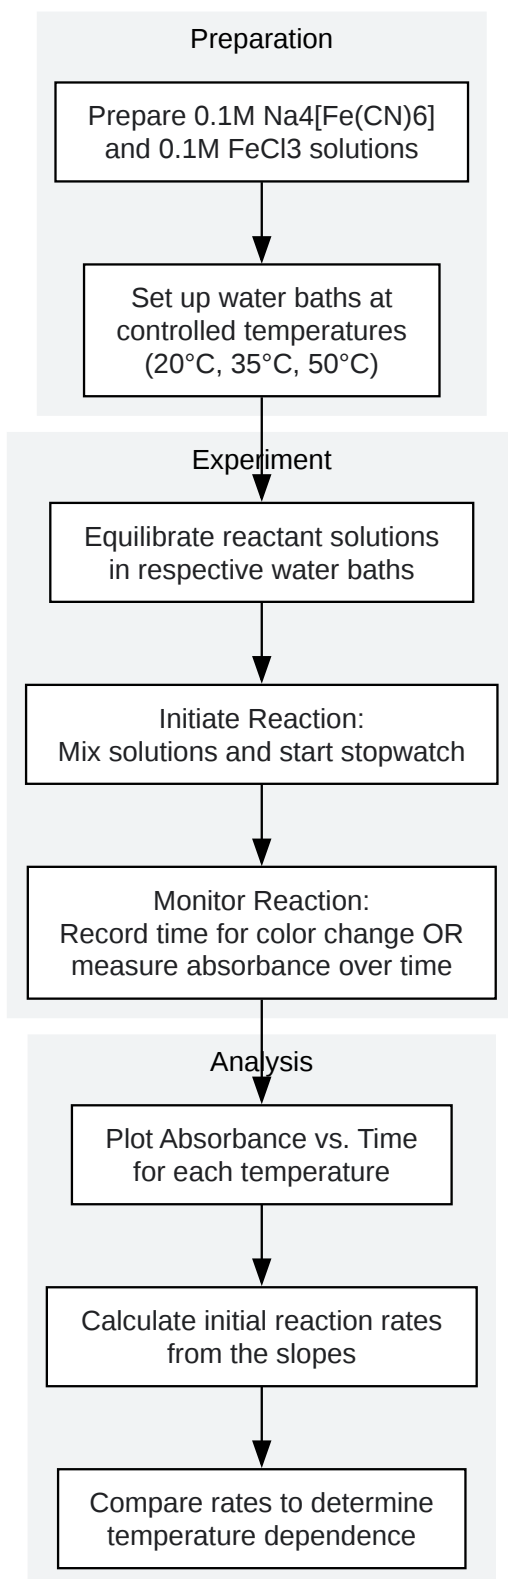 Preparation
Prepare 0.1M Na4[Fe(CN)6]
and 0.1M FeCl3 solutions
Set up water baths at
controlled temperatures
(20°C, 35°C, 50°C)
Experiment
Equilibrate reactant solutions
in respective water baths
Initiate Reaction:
Mix solutions and start stopwatch
Monitor Reaction:
Record time for color change OR
measure absorbance over time
Analysis
Plot Absorbance vs. Time
for each temperature
Calculate initial reaction rates
from the slopes
Compare rates to determine
temperature dependence